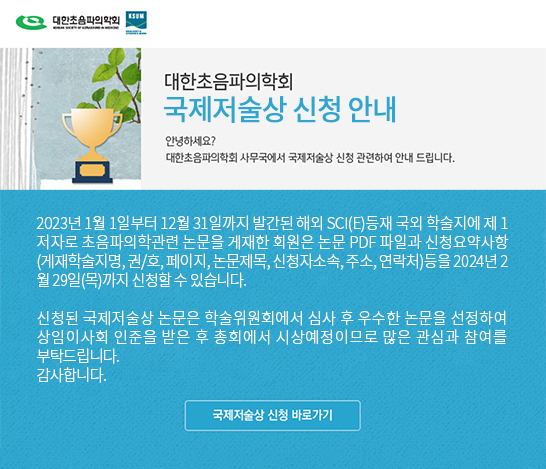 대한초음파의학회
KOREAN SOCIETY OF ULTRASOUND IN MEDICINE
KSUM
대한초음파의학회
국제저술상 신청 안내
안녕하세요?
대한초음파의학회 사무국에서 국제저술상 신청 관련하여 안내 드립니다.
2023년 1월 1일부터 12월 31일까지 발간된 해외 SCI(E)등재 국외 학술지에 제 1
저자로 초음파의학관련 논문을 게재한 회원은 논문 PDF 파일과 신청요약사항
(게재학술지명, 권/호, 페이지, 논문제목, 신청자소속, 주소, 연락처)등을 2024년 2
월 29일(목)까지 신청할 수 있습니다.
신청된 국제저술상 논문은 학술위원회에서 심사 후 우수한 논문을 선정하여
상임이사회 인준을 받은 후 총회에서 시상예정이므로 많은 관심과 참여를
부탁드립니다.
감사합니다.
국제저술상 신청 바로가기